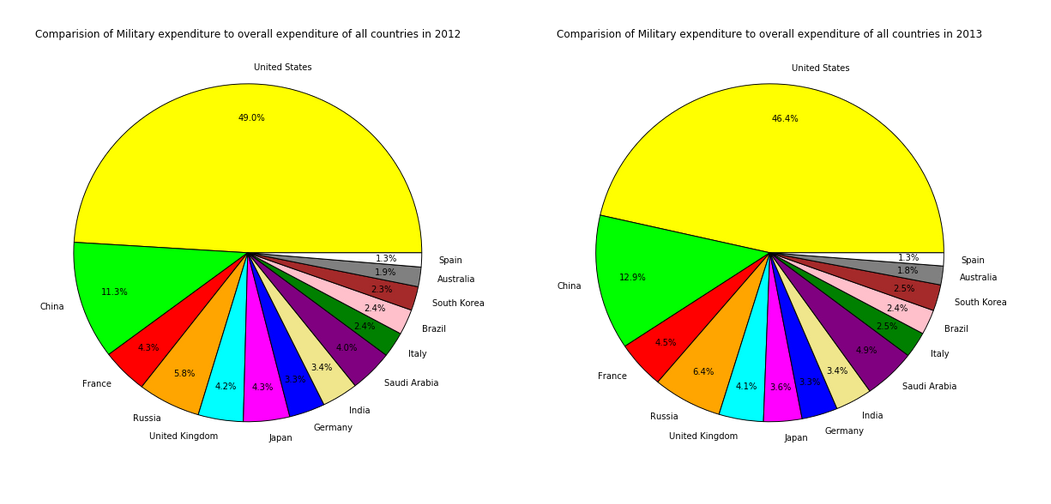 Comparision of Military expenditure to overall expenditure of all countries in 2012
United States
49.0%
China
11.3%
France
4.3%
Russia
5.8%
United Kingdom
4.2%
Japan
4.3%
Germany
3.3%
India
3.4%
Saudi Arabia
4.0%
Italy
2.4%
Brazil
2.4%
South Korea
2.3%
Australia
1.9%
Spain
1.3%
Comparision of Military expenditure to overall expenditure of all countries in 2013
United States
46.4%
China
12.9%
France
4.5%
Russia
6.4%
United Kingdom
4.1%
Japan
3.6%
Germany
3.3%
India
3.4%
Saudi Arabia
4.9%
Italy
2.5%
Brazil
2.4%
South Korea
2.5%
Australia
1.8%
Spain
1.3%